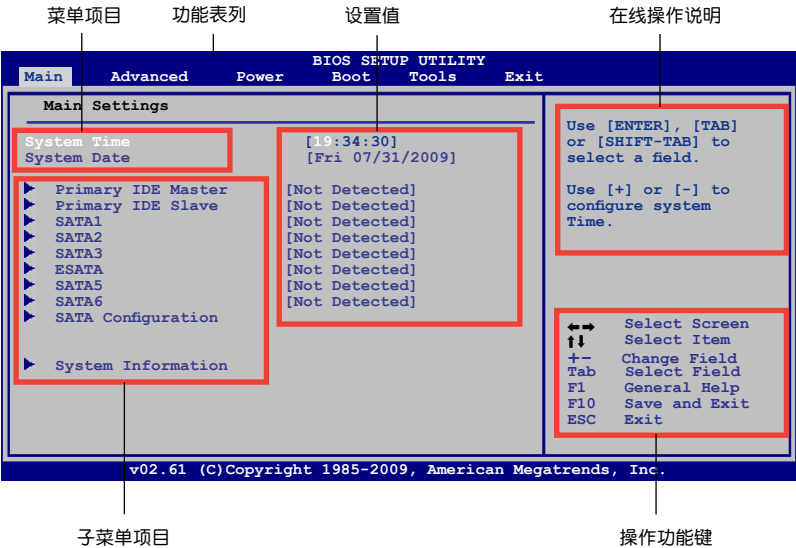 菜单项目 功能表列 设置值 在线操作说明
BIOS SETUP UTILITY
Main Advanced Power Boot Tools Exit
Main Settings
System Time [19:34:30]
System Date [Fri 07/31/2009]
Primary IDE Master [Not Detected]
Primary IDE Slave [Not Detected]
SATA1 [Not Detected]
SATA2 [Not Detected]
SATA3 [Not Detected]
ESATA [Not Detected]
SATA5 [Not Detected]
SATA6 [Not Detected]
SATA Configuration
System Information
Use [ENTER], [TAB]
or [SHIFT-TAB] to
select a field.
Use [+] or [-] to
configure system
Time.
←→ Select Screen
↑↓ Select Item
+- Change Field
Tab Select Field
F1 General Help
F10 Save and Exit
ESC Exit
v02.61 (C)Copyright 1985-2009, American Megatrends, Inc.
子菜单项目 操作功能键